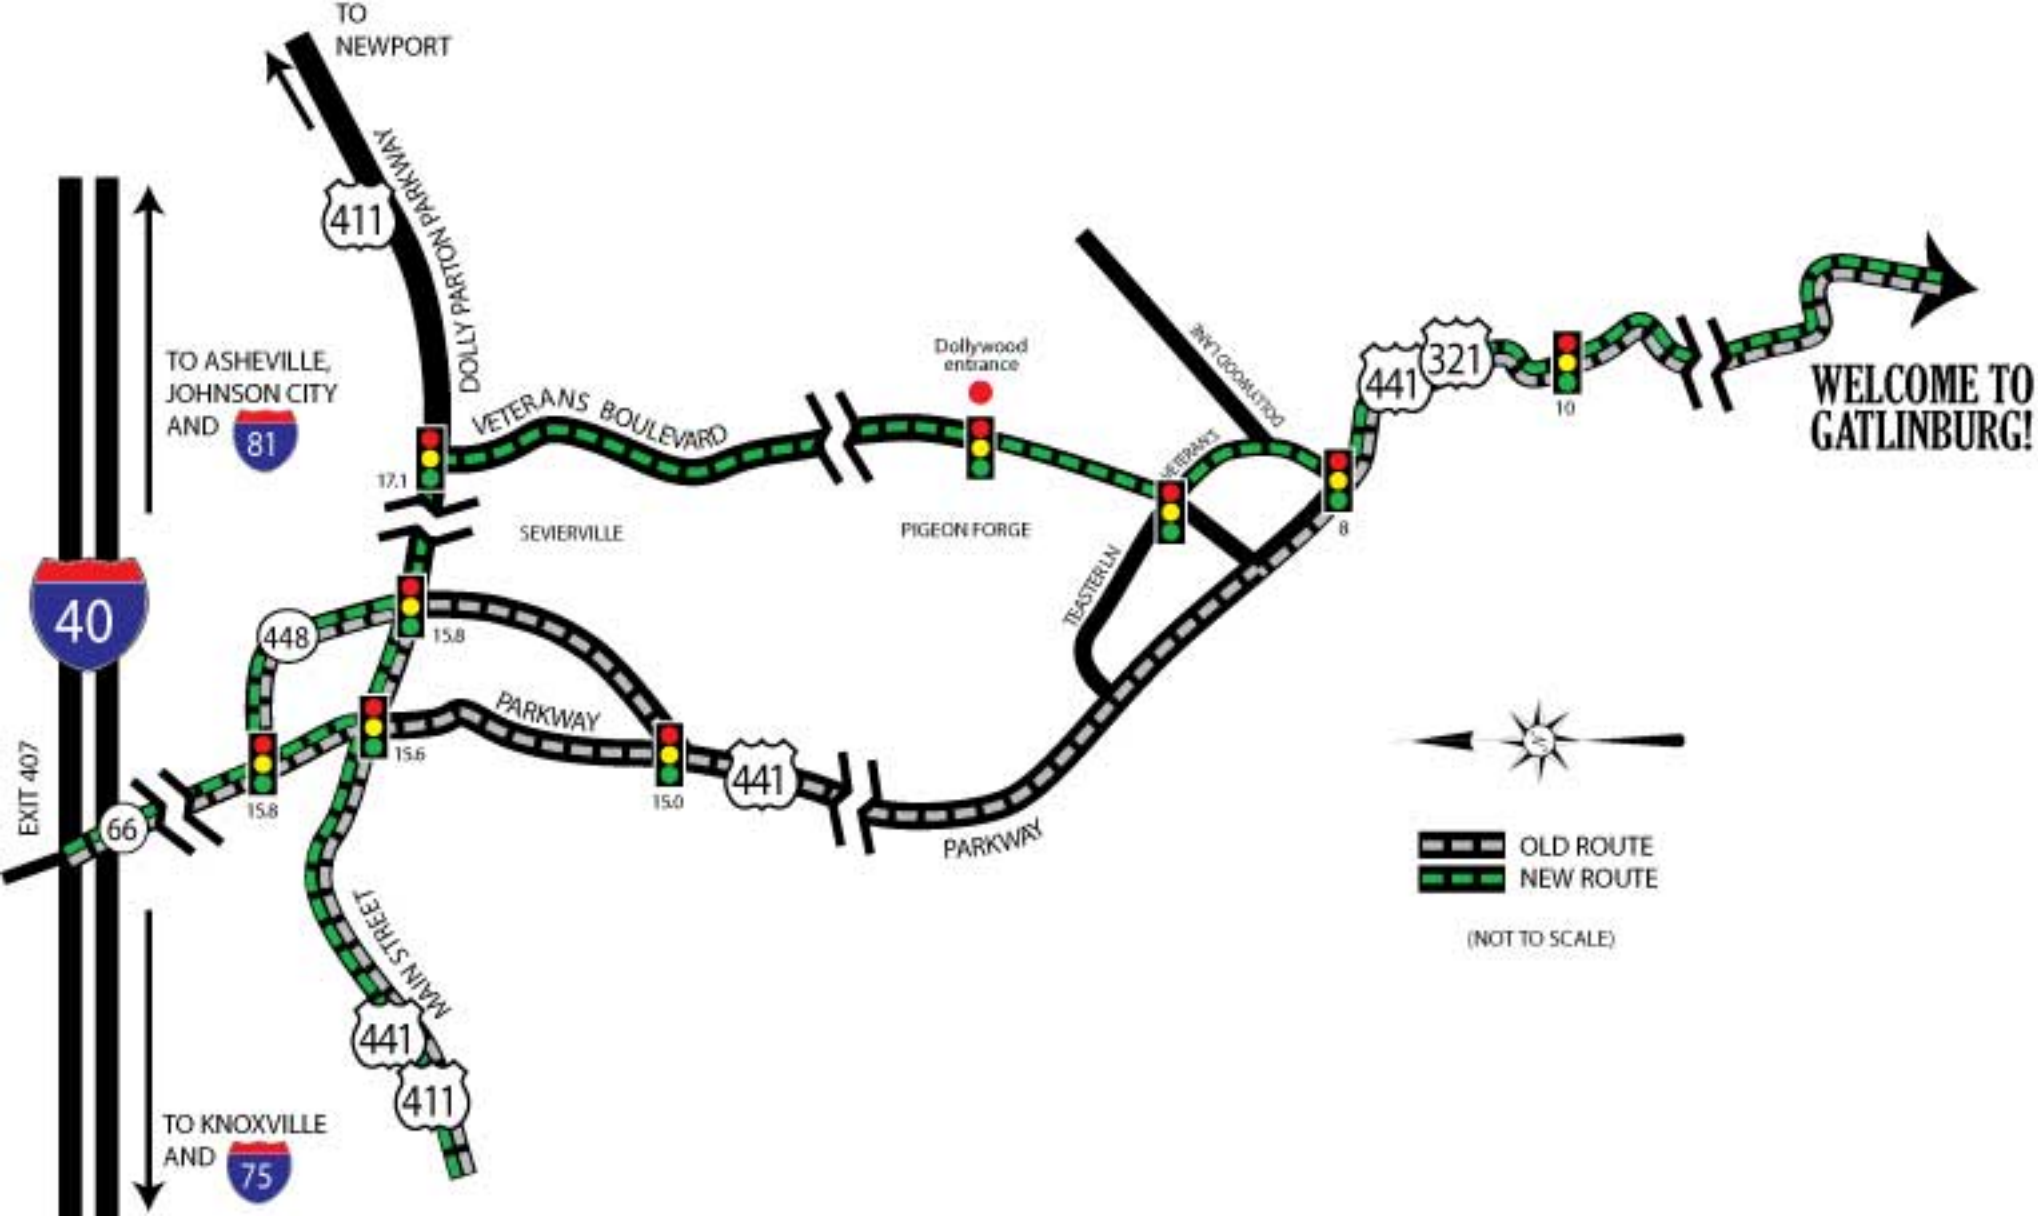 TO
NEWPORT
DOLLY PARTON PARKWAY
411
TO ASHEVILLE,
JOHNSON CITY
AND 81
VETERANS BOULEVARD
17.1
Dollywood
entrance
DOLLYWOOD LANE
VETERANS
441
321
10
8
WELCOME TO
GATLINBURG!
SEVIERVILLE
PIGEON FORGE
TEASTER LN
40
448
15.8
PARKWAY
15.6
15.8
15.0
441
EXIT 407
66
PARKWAY
N
OLD ROUTE
NEW ROUTE
(NOT TO SCALE)
MAIN STREET
441
411
TO KNOXVILLE
AND 75